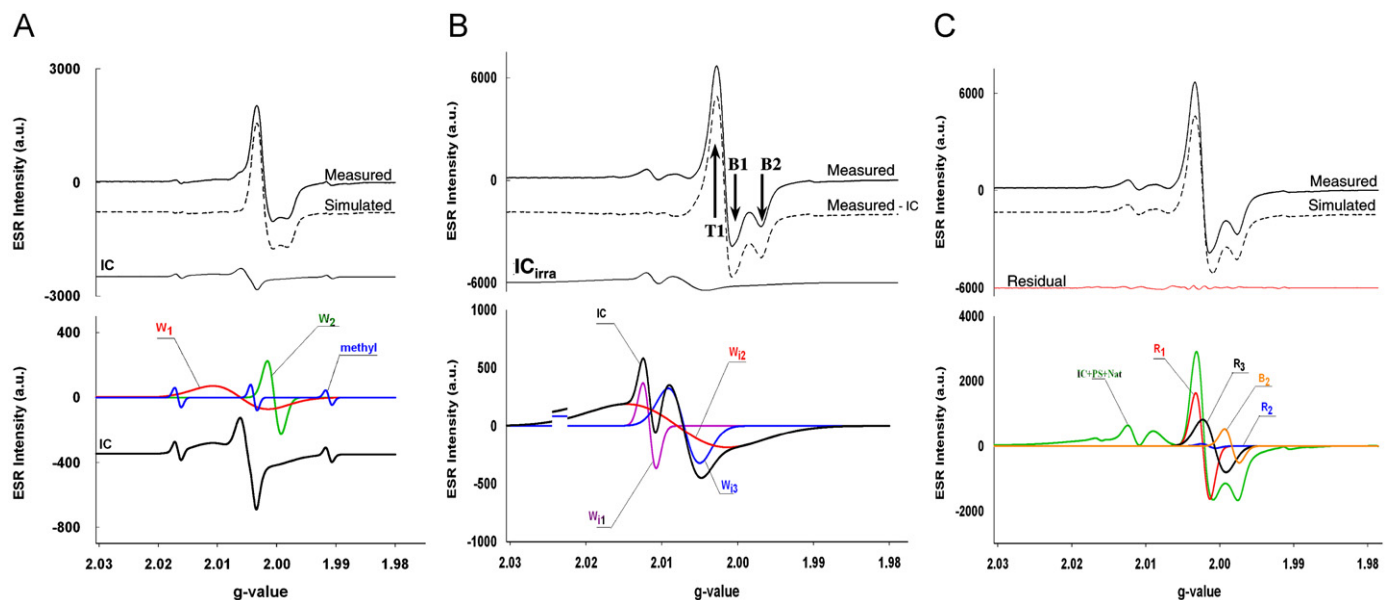 A
3000
0
-3000
ESR Intensity (a.u.)
Measured
Simulated
IC
400
0
-400
-800
ESR Intensity (a.u.)
W1
W2
methyl
IC
2.03 2.02 2.01 2.00 1.99 1.98
g-value
B
6000
0
-6000
ESR Intensity (a.u.)
B1 B2
T1
Measured
Measured - IC
ICirra
1000
500
0
-500
-1000
ESR Intensity (a.u.)
IC
Wi2
Wi3
Wi1
2.03 2.02 2.01 2.00 1.99 1.98
g-value
C
6000
0
-6000
ESR Intensity (a.u.)
Measured
Simulated
Residual
4000
2000
0
-2000
ESR Intensity (a.u.)
IC+PS+Nat
R1
R3
B2
R2
2.03 2.02 2.01 2.00 1.99 1.98
g-value